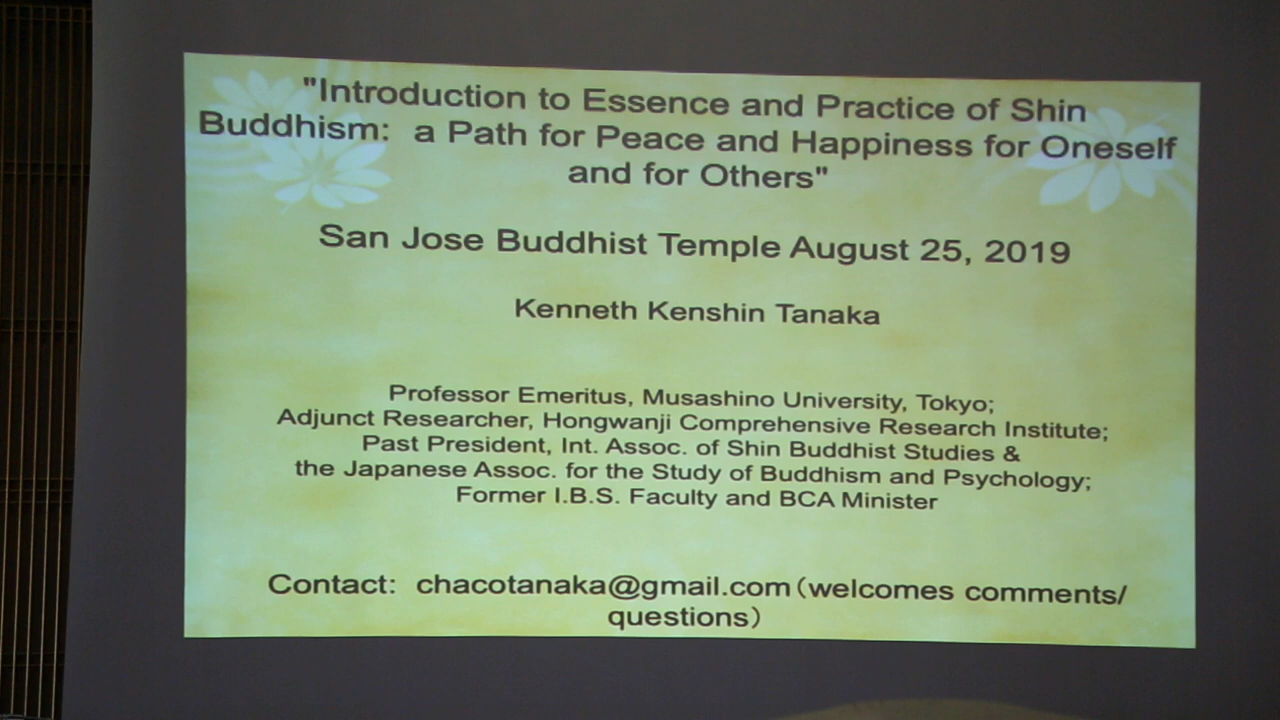 "Introduction to Essence and Practice of Shin
Buddhism:  a Path for Peace and Happiness for Oneself
and for Others"
San Jose Buddhist Temple August 25, 2019
Kenneth Kenshin Tanaka
Professor Emeritus, Musashino University, Tokyo;
Adjunct Researcher, Hongwanji Comprehensive Research Institute;
Past President, Int. Assoc. of Shin Buddhist Studies &
the Japanese Assoc. for the Study of Buddhism and Psychology;
Former I.B.S. Faculty and BCA Minister
Contact:  chacotanaka@gmail.com（welcomes comments/
questions）